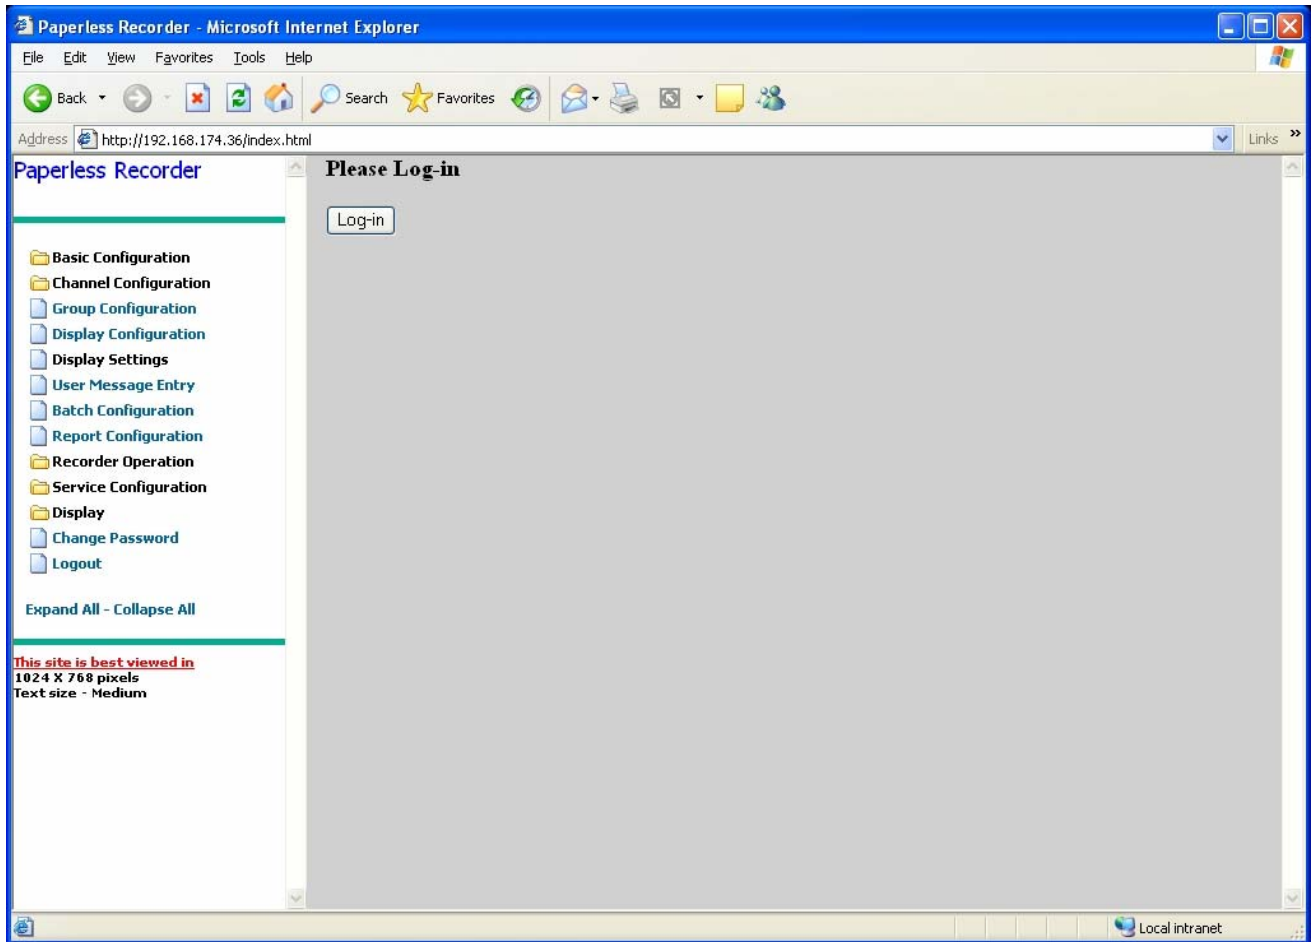 Paperless Recorder - Microsoft Internet Explorer
File Edit View Favorites Tools Help
Back Search Favorites
Address http://192.168.174.36/index.html Links »
Paperless Recorder
Basic Configuration
Channel Configuration
Group Configuration
Display Configuration
Display Settings
User Message Entry
Batch Configuration
Report Configuration
Recorder Operation
Service Configuration
Display
Change Password
Logout
Expand All - Collapse All
This site is best viewed in
1024 X 768 pixels
Text size - Medium
Please Log-in
Log-in
Local intranet